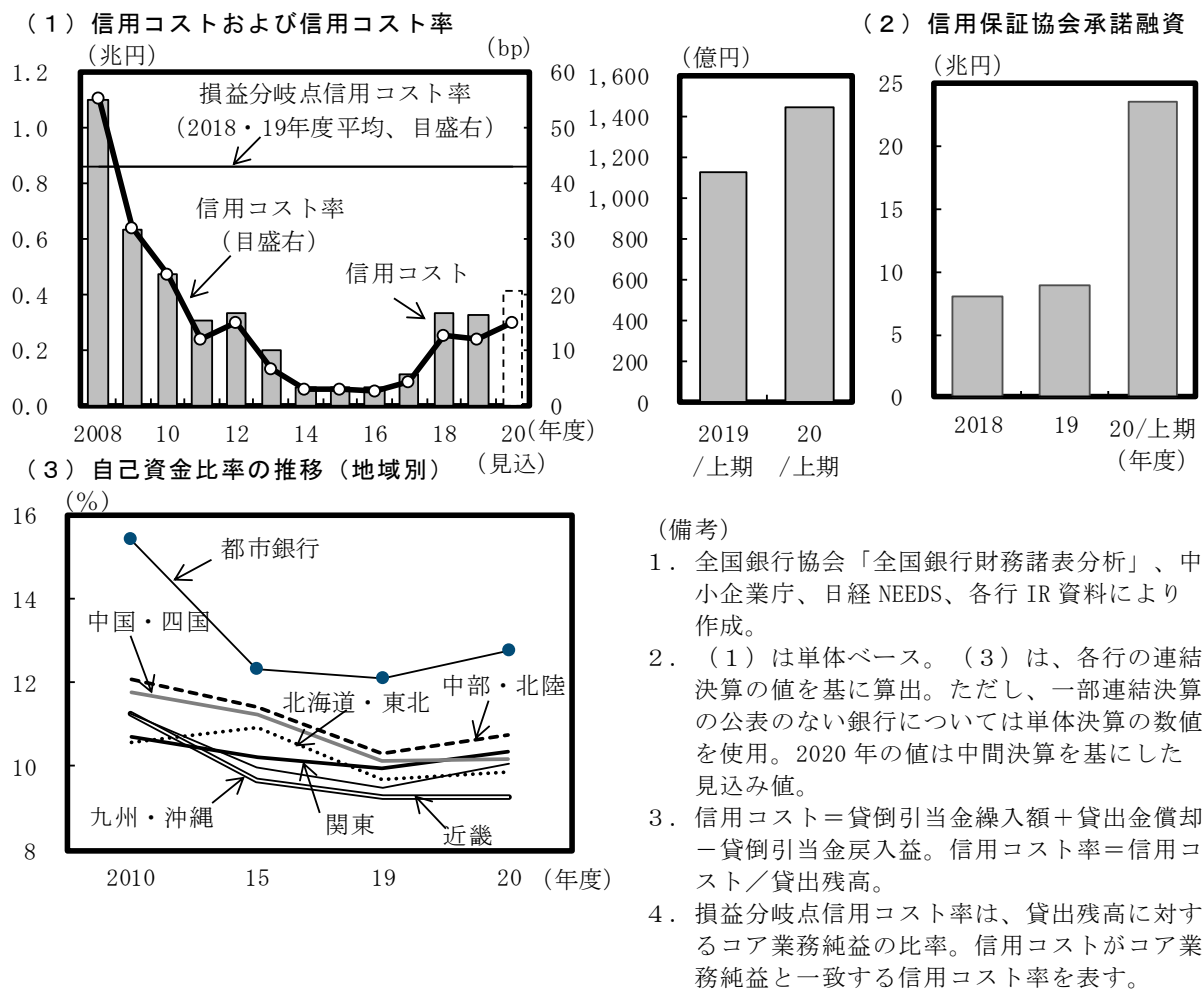 （１）信用コストおよび信用コスト率
（兆円）
（bp）
1.2
1.0
0.8
0.6
0.4
0.2
0.0
60
50
40
30
20
10
0
損益分岐点信用コスト率
（2018・19年度平均、目盛右）
信用コスト率
（目盛右）
信用コスト
2008 10 12 14 16 18 20（年度）
（見込）
（億円）
1,600
1,400
1,200
1,000
800
600
400
200
0
2019 20
/上期 /上期
（２）信用保証協会承諾融資
（兆円）
25
20
15
10
5
0
2018 19 20/上期
（年度）
（３）自己資金比率の推移（地域別）
（%）
16
14
12
10
8
都市銀行
中国・四国
北海道・東北
中部・北陸
九州・沖縄
関東
近畿
2010 15 19 20 （年度）
（備考）
１．全国銀行協会「全国銀行財務諸表分析」、中
小企業庁、日経 NEEDS、各行 IR 資料により
作成。
２．（１）は単体ベース。（３）は、各行の連結
決算の値を基に算出。ただし、一部連結決算
の公表のない銀行については単体決算の数値
を使用。2020 年の値は中間決算を基にした
見込み値。
３．信用コスト＝貸倒引当金繰入額＋貸出金償却
－貸倒引当金戻入益。信用コスト率＝信用コ
スト／貸出残高。
４．損益分岐点信用コスト率は、貸出残高に対す
るコア業務純益の比率。信用コストがコア業
務純益と一致する信用コスト率を表す。